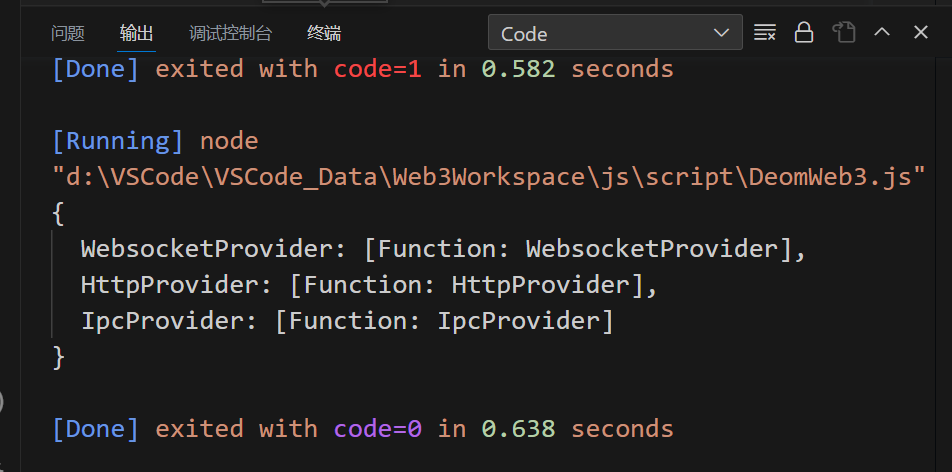 问题 输出 调试控制台 终端 Code
[Done] exited with code=1 in 0.582 seconds
[Running] node
"d:\VSCode\VSCode_Data\Web3Workspace\js\script\DeomWeb3.js"
{
  WebsocketProvider: [Function: WebsocketProvider],
  HttpProvider: [Function: HttpProvider],
  IpcProvider: [Function: IpcProvider]
}
[Done] exited with code=0 in 0.638 seconds